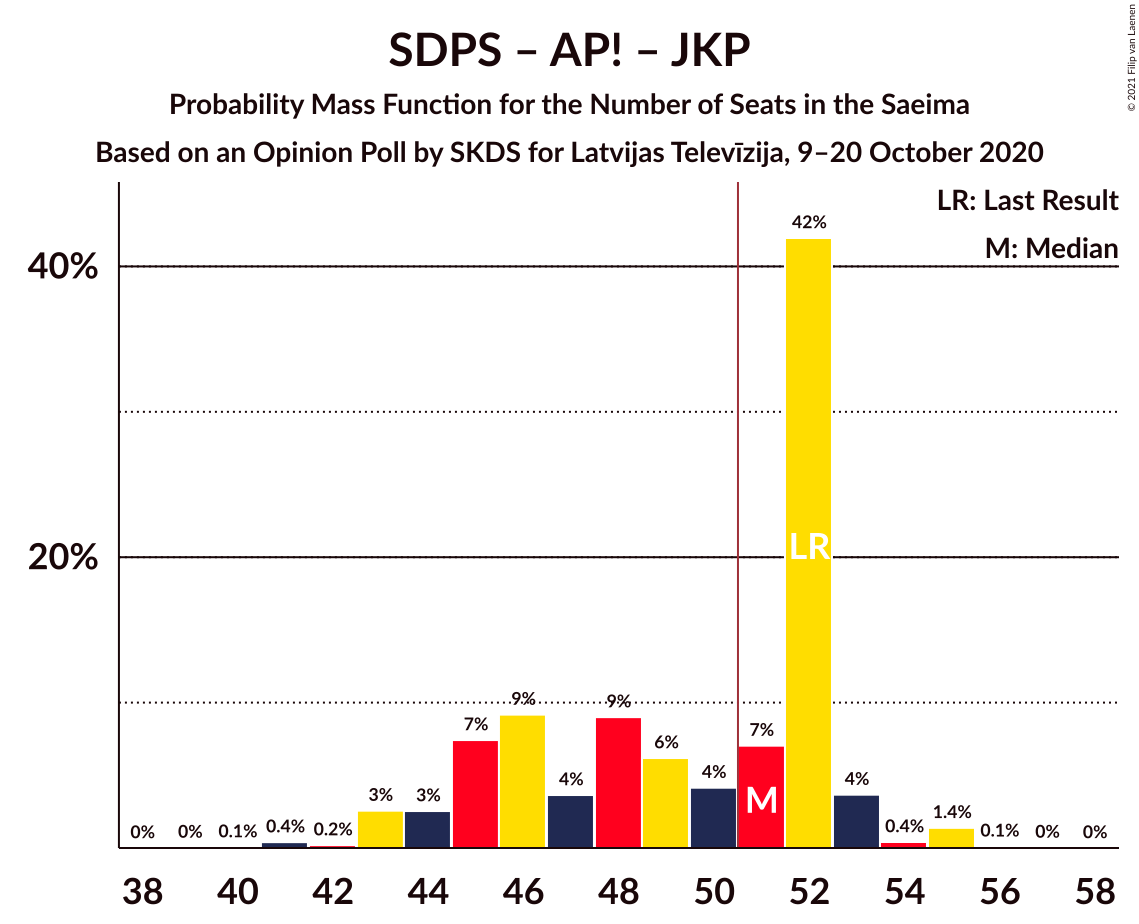 SDPS – AP! – JKP
Probability Mass Function for the Number of Seats in the Saeima
Based on an Opinion Poll by SKDS for Latvijas Televīzija, 9–20 October 2020
© 2021 Filip van Laenen
LR: Last Result
M: Median
40%
20%
0% 0% 0.1% 0.4% 0.2% 3% 3% 7% 9% 4% 9% 6% 4% 7% 42% 4% 0.4% 1.4% 0.1% 0% 0%
LR
M
38 40 42 44 46 48 50 52 54 56 58